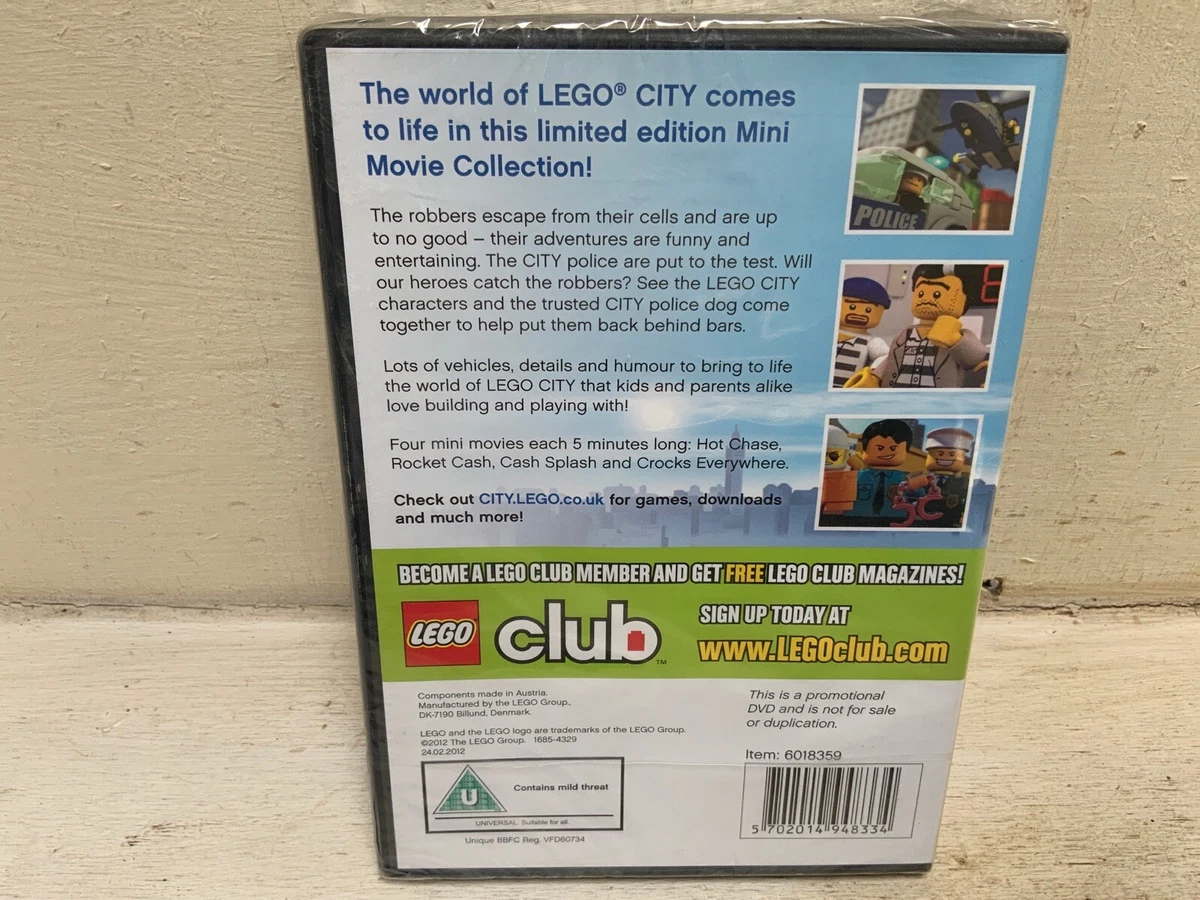 The world of LEGO® CITY comes
to life in this limited edition Mini
Movie Collection!
The robbers escape from their cells and are up
to no good – their adventures are funny and
entertaining. The CITY police are put to the test. Will
our heroes catch the robbers? See the LEGO CITY
characters and the trusted CITY police dog come
together to help put them back behind bars.
Lots of vehicles, details and humour to bring to life
the world of LEGO CITY that kids and parents alike
love building and playing with!
Four mini movies each 5 minutes long: Hot Chase,
Rocket Cash, Cash Splash and Crocks Everywhere.
Check out CITY.LEGO.co.uk for games, downloads
and much more!
POLICE
BECOME A LEGO CLUB MEMBER AND GET FREE LEGO CLUB MAGAZINES!
LEGO club™
SIGN UP TODAY AT
www.LEGOclub.com
Components made in Austria.
Manufactured by the LEGO Group.,
DK-7190 Billund, Denmark.
LEGO and the LEGO logo are trademarks of the LEGO Group.
©2012 The LEGO Group. 1685-4329
24.02.2012
This is a promotional
DVD and is not for sale
or duplication.
Item: 6018359
U
Contains mild threat
UNIVERSAL Suitable for all
Unique BBFC Reg. VFD60734
5 702014 948334